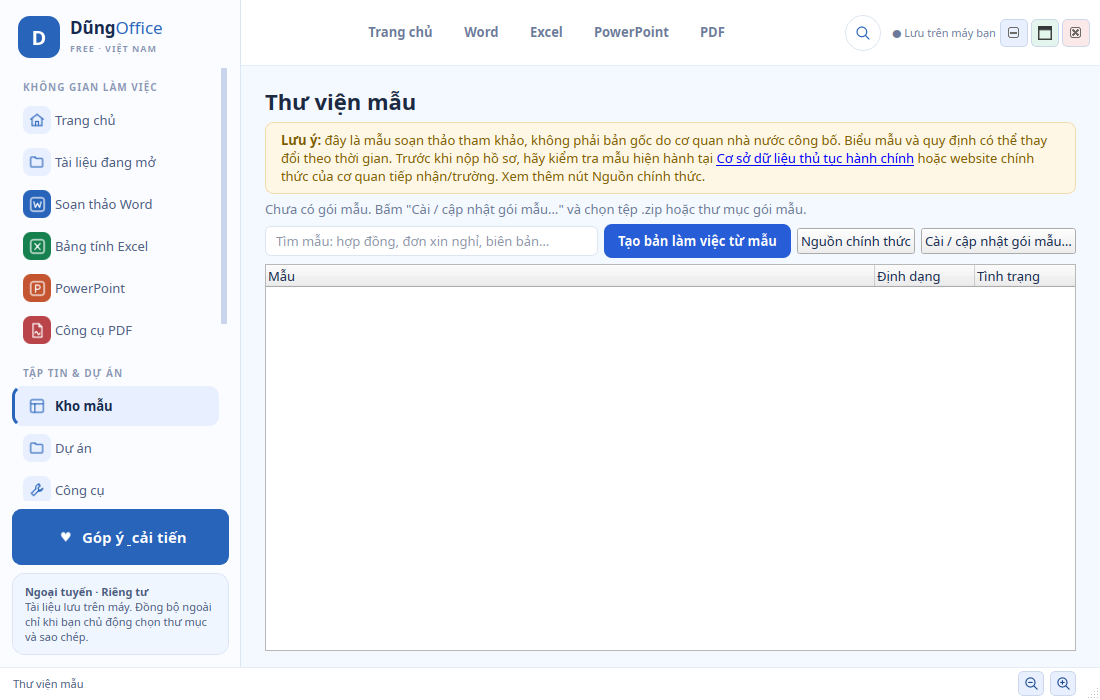 D
DũngOffice
FREE · VIỆT NAM
Trang chủ
Word
Excel
PowerPoint
PDF
Lưu trên máy bạn
KHÔNG GIAN LÀM VIỆC
Trang chủ
Tài liệu đang mở
Soạn thảo Word
Bảng tính Excel
PowerPoint
Công cụ PDF
TẬP TIN & DỰ ÁN
Kho mẫu
Dự án
Công cụ
♥ Góp ý _cải tiến
Ngoại tuyến · Riêng tư
Tài liệu lưu trên máy. Đồng bộ ngoài
chỉ khi bạn chủ động chọn thư mục
và sao chép.
Thư viện mẫu
Lưu ý: đây là mẫu soạn thảo tham khảo, không phải bản gốc do cơ quan nhà nước công bố. Biểu mẫu và quy định có thể thay
đổi theo thời gian. Trước khi nộp hồ sơ, hãy kiểm tra mẫu hiện hành tại Cơ sở dữ liệu thủ tục hành chính hoặc website chính
thức của cơ quan tiếp nhận/trường. Xem thêm nút Nguồn chính thức.
Chưa có gói mẫu. Bấm "Cài / cập nhật gói mẫu…" và chọn tệp .zip hoặc thư mục gói mẫu.
Tìm mẫu: hợp đồng, đơn xin nghỉ, biên bản…
Tạo bản làm việc từ mẫu
Nguồn chính thức
Cài / cập nhật gói mẫu…
Mẫu
Định dạng
Tình trạng
Thư viện mẫu